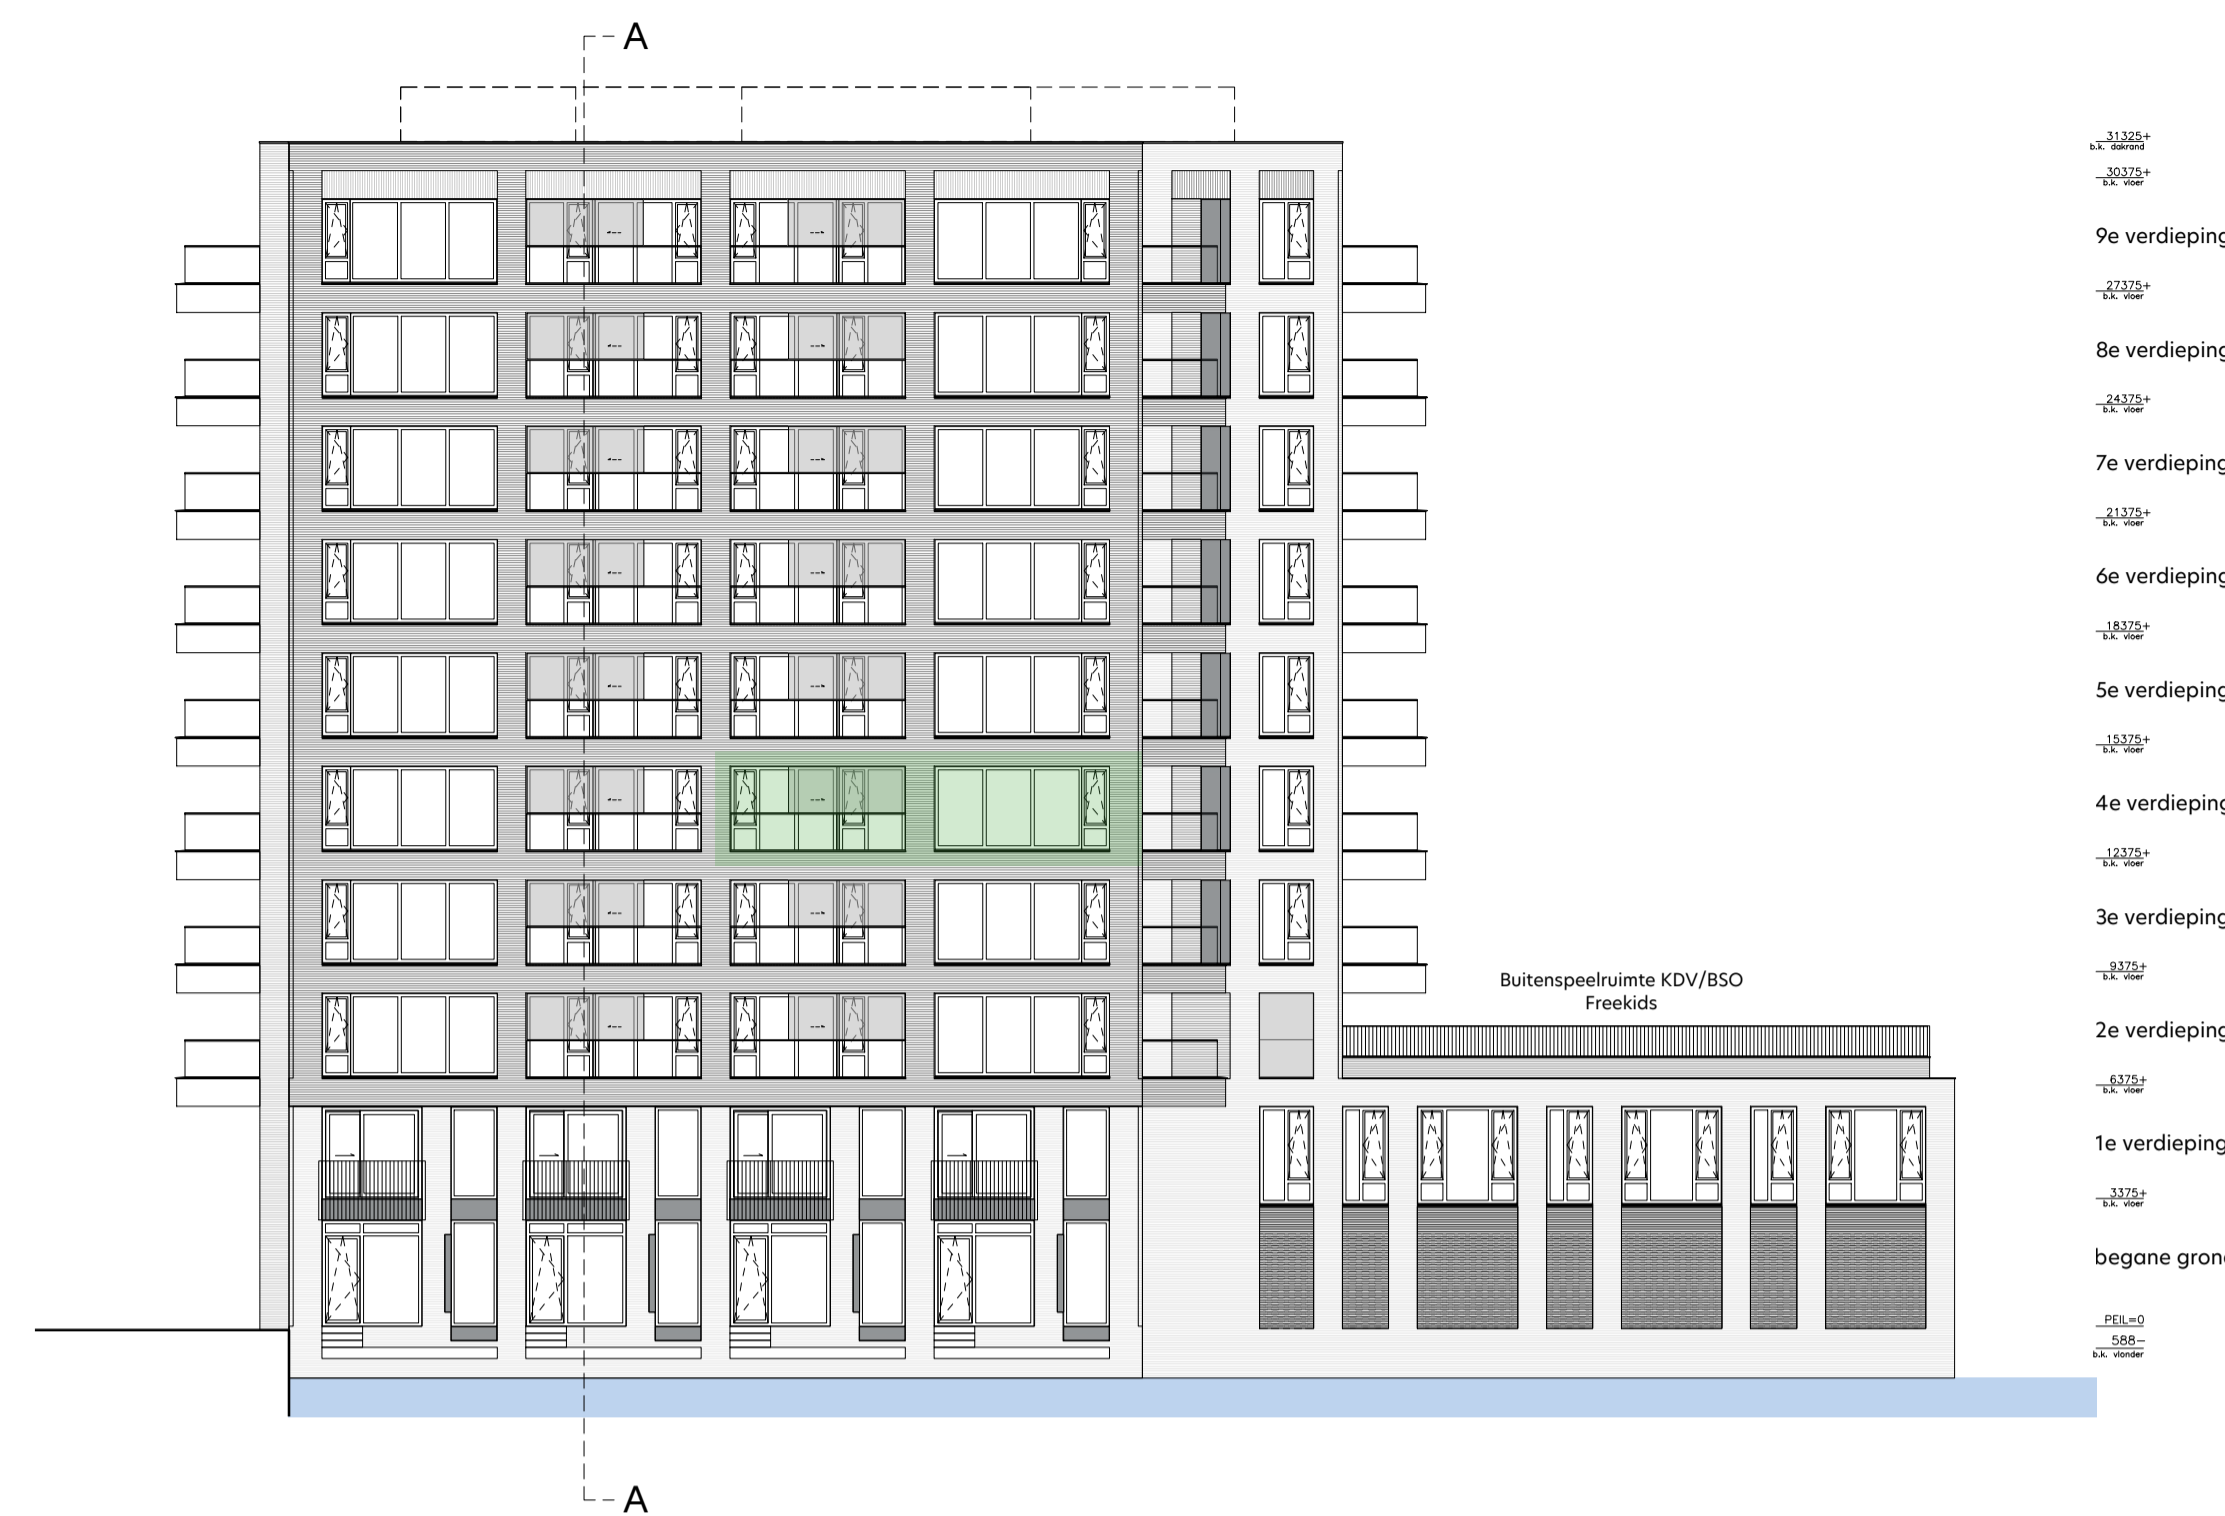 A
31325+
b.k. dakrand
30375+
b.k. vloer
9e verdieping
27375+
b.k. vloer
8e verdieping
24375+
b.k. vloer
7e verdieping
21375+
b.k. vloer
6e verdieping
18375+
b.k. vloer
5e verdieping
15375+
b.k. vloer
4e verdieping
12375+
b.k. vloer
3e verdieping
9375+
b.k. vloer
Buitenspeelruimte KDV/BSO
Freekids
2e verdieping
6375+
b.k. vloer
1e verdieping
3375+
b.k. vloer
begane gron
PEIL=0
588-
b.k. vlonder
A